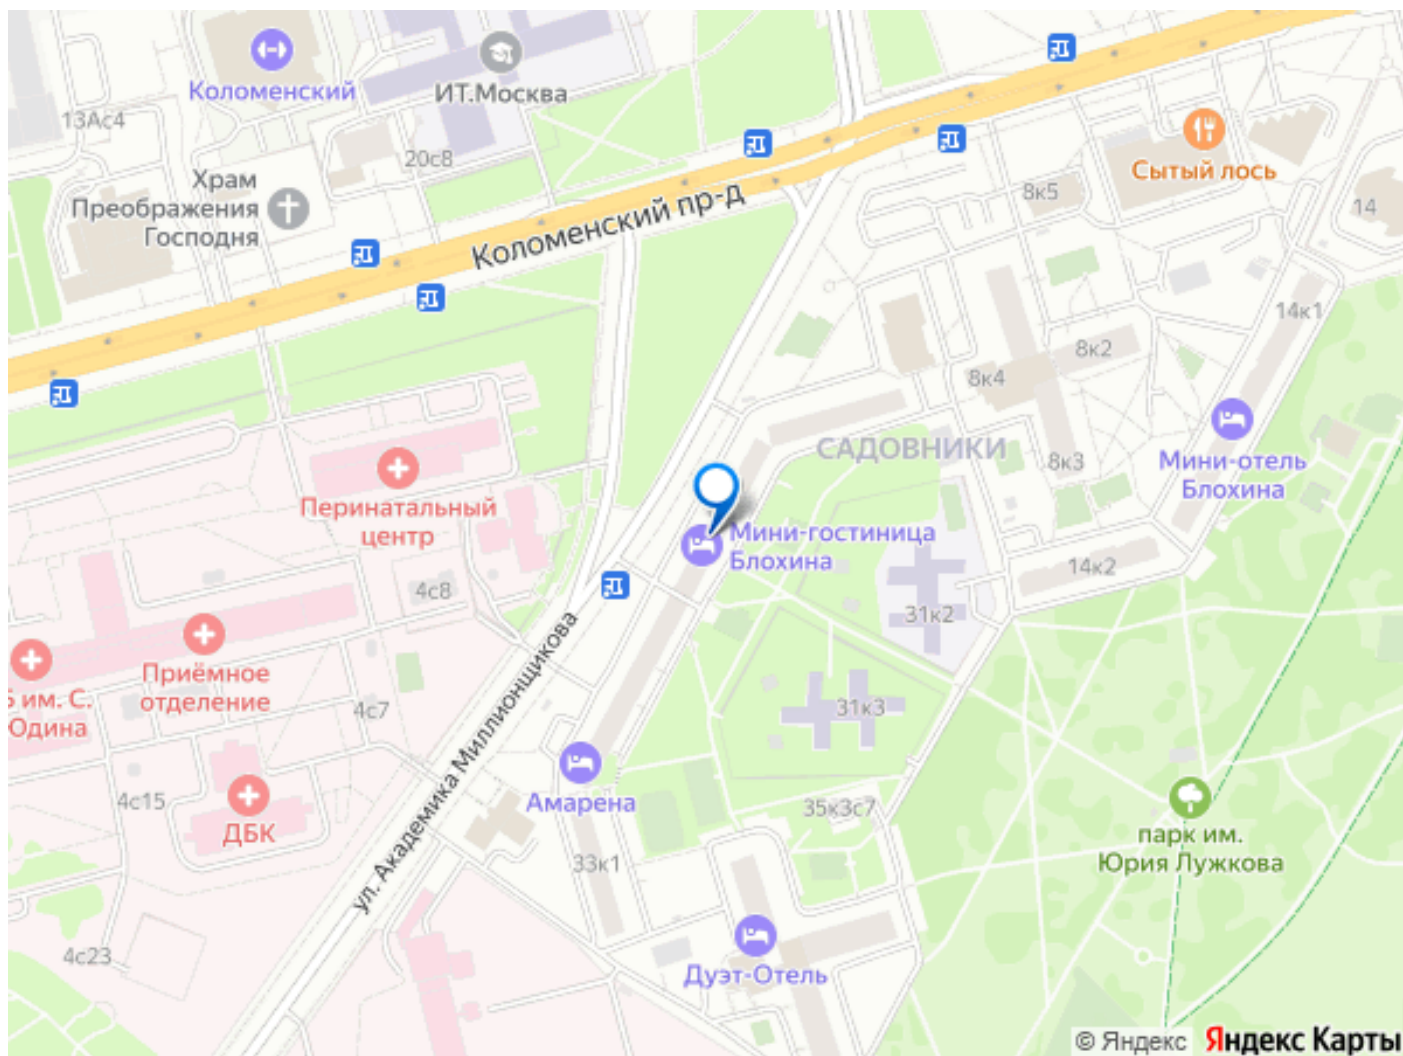 Коломенский
ИТ.Москва
13Ас4
20с8
Храм
Преображения
Господня
Коломенский пр-д
Сытый лось
8к5
14
14к1
8к2
8к4
САДОВНИКИ
8к3
Мини-отель
Блохина
Перинатальный
центр
Мини-гостиница
Блохина
14к2
4с8
31к2
Приёмное
отделение
Б им. С.
Юдина
4с7
31к3
ул. Академика Миллионщикова
4с15
ДБК
Амарена
35к3с7
парк им.
Юрия Лужкова
33к1
4с23
Дуэт-Отель
© Яндекс Яндекс Карты